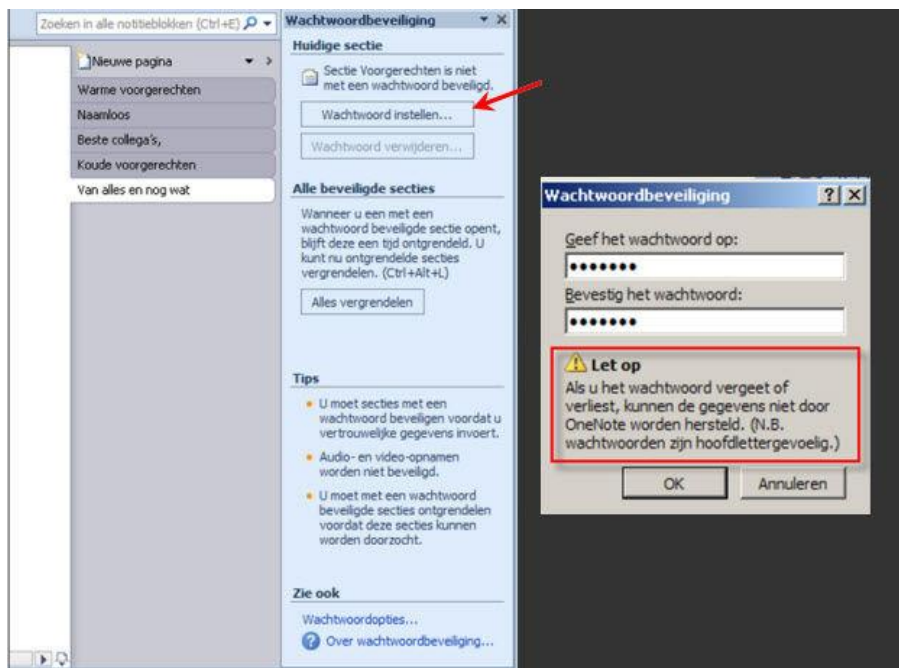 Zoeken in alle notitieblokken (Ctrl+E)
Nieuwe pagina
Warme voorgerechten
Naamloos
Beste collega's,
Koude voorgerechten
Van alles en nog wat
Wachtwoordbeveiliging
Huidige sectie
Sectie Voorgerechten is niet
met een wachtwoord beveiligd.
Wachtwoord instellen...
Wachtwoord verwijderen...
Alle beveiligde secties
Wanneer u een met een
wachtwoord beveiligde sectie opent,
blijft deze een tijd ontgrendeld. U
kunt nu ontgrendelde secties
vergrendelen. (Ctrl+Alt+L)
Alles vergrendelen
Tips
U moet secties met een
wachtwoord beveiligen voordat u
vertrouwelijke gegevens invoert.
Audio- en video-opnamen
worden niet beveiligd.
U moet met een wachtwoord
beveiligde secties ontgrendelen
voordat deze secties kunnen
worden doorzocht.
Zie ook
Wachtwoordopties...
Over wachtwoordbeveiliging...
Wachtwoordbeveiliging
Geef het wachtwoord op:
Bevestig het wachtwoord:
Let op
Als u het wachtwoord vergeet of
verliest, kunnen de gegevens niet door
OneNote worden hersteld. (N.B.
wachtwoorden zijn hoofdlettergevoelig.)
OK
Annuleren